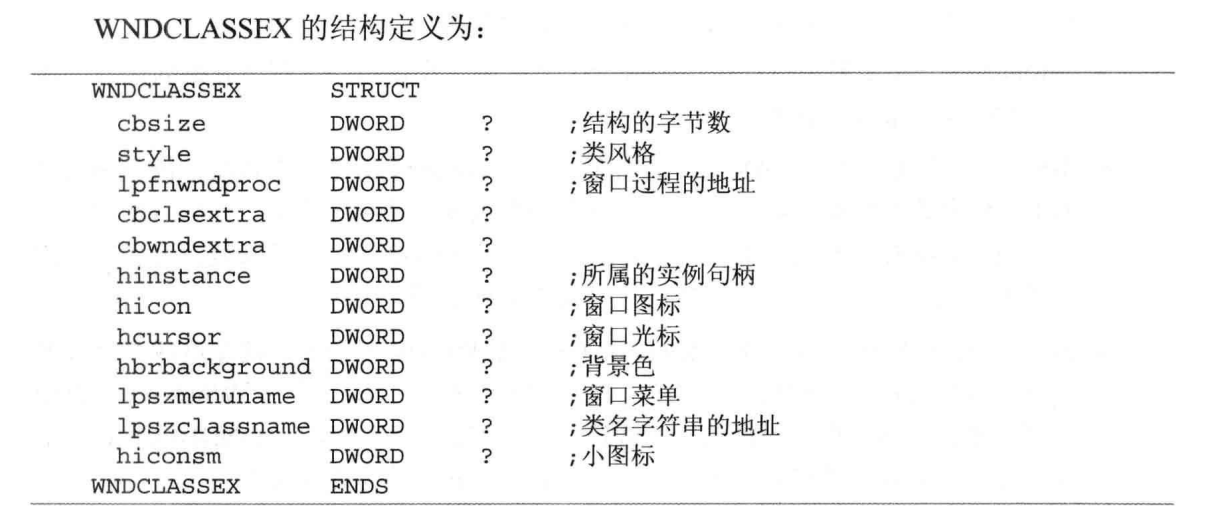 WNDCLASSEX 的结构定义为：
WNDCLASSEX STRUCT
cbsize DWORD ? ;结构的字节数
style DWORD ? ;类风格
lpfnwndproc DWORD ? ;窗口过程的地址
cbclsextra DWORD ?
cbwndextra DWORD ?
hinstance DWORD ? ;所属的实例句柄
hicon DWORD ? ;窗口图标
hcursor DWORD ? ;窗口光标
hbrbackground DWORD ? ;背景色
lpszmenuname DWORD ? ;窗口菜单
lpszclassname DWORD ? ;类名字符串的地址
hiconsm DWORD ? ;小图标
WNDCLASSEX ENDS